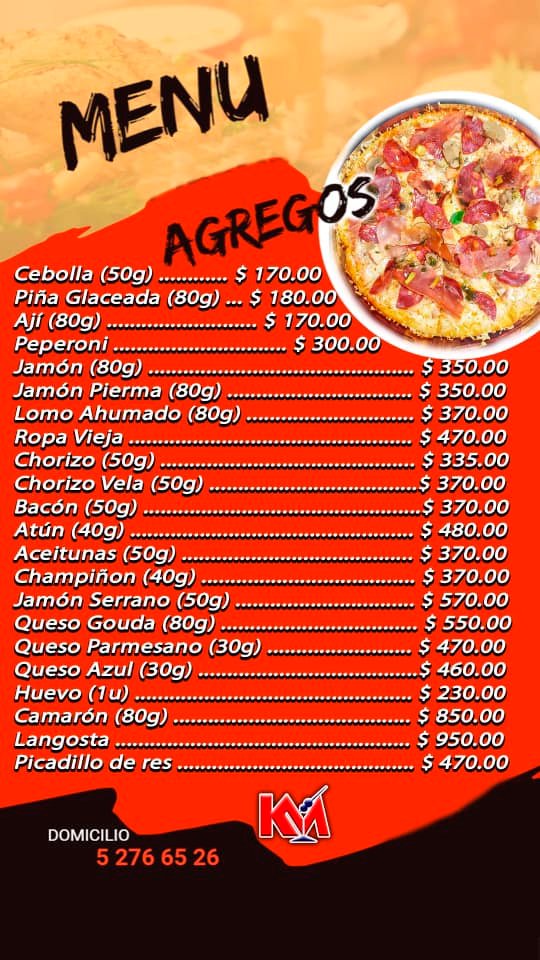 MENU
AGREGOS
Cebolla (50g) ............ $ 170.00
Piña Glaceada (80g) ... $ 180.00
Ají (80g) .......................... $ 170.00
Peperoni .............................. $ 300.00
Jamón (80g) .............................................. $ 350.00
Jamón Pierma (80g) ................................ $ 350.00
Lomo Ahumado (80g) ............................. $ 370.00
Ropa Vieja ................................................. $ 470.00
Chorizo (50g) ............................................ $ 335.00
Chorizo Vela (50g) ....................................$ 370.00
Bacón (50g) ................................................$ 370.00
Atún (40g) ................................................. $ 480.00
Aceitunas (50g) ........................................ $ 370.00
Champiñon (40g) ..................................... $ 370.00
Jamón Serrano (50g) ............................... $ 570.00
Queso Gouda (80g) .................................. $ 550.00
Queso Parmesano (30g) ......................... $ 470.00
Queso Azul (30g) ......................................$ 460.00
Huevo (1u) ................................................ $ 230.00
Camarón (80g) ......................................... $ 850.00
Langosta ................................................... $ 950.00
Picadillo de res ......................................... $ 470.00
KM
DOMICILIO
5 276 65 26